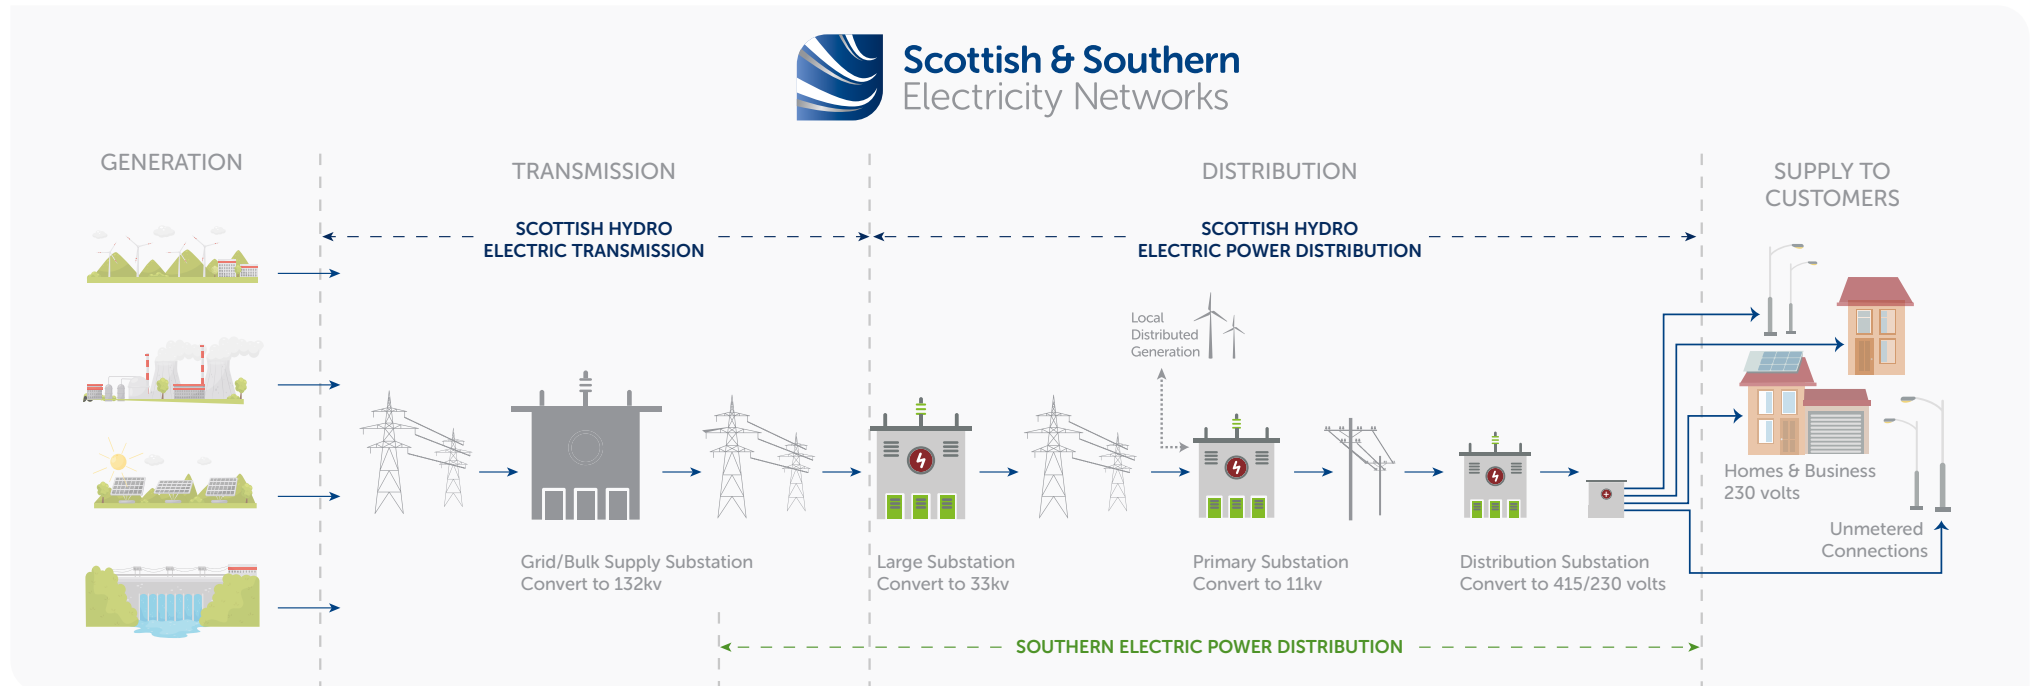 Scottish & Southern
Electricity Networks
GENERATION
TRANSMISSION
DISTRIBUTION
SUPPLY TO
CUSTOMERS
SCOTTISH HYDRO
ELECTRIC TRANSMISSION
SCOTTISH HYDRO
ELECTRIC POWER DISTRIBUTION
Local
Distributed
Generation
Homes & Business
230 volts
Unmetered
Connections
Grid/Bulk Supply Substation
Convert to 132kv
Large Substation
Convert to 33kv
Primary Substation
Convert to 11kv
Distribution Substation
Convert to 415/230 volts
SOUTHERN ELECTRIC POWER DISTRIBUTION